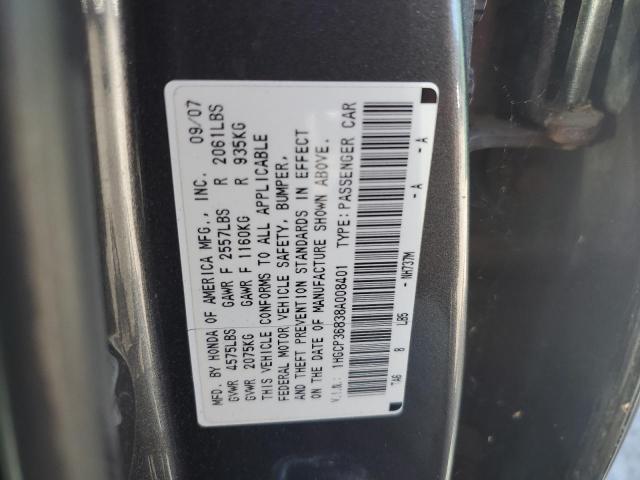 MFD. BY HONDA OF AMERICA MFG., INC. 09/07
GVWR 4575LBS GAWR F 2557LBS R 2061LBS
GVWR 2075KG GAWR F 1160KG R 935KG
THIS VEHICLE CONFORMS TO ALL APPLICABLE
FEDERAL MOTOR VEHICLE SAFETY, BUMPER,
AND THEFT PREVENTION STANDARDS IN EFFECT
ON THE DATE OF MANUFACTURE SHOWN ABOVE.
V.I.N.: 1HGCP36838A008401 TYPE:PASSENGER CAR
TA6 B LB5 - NH737M - A - A